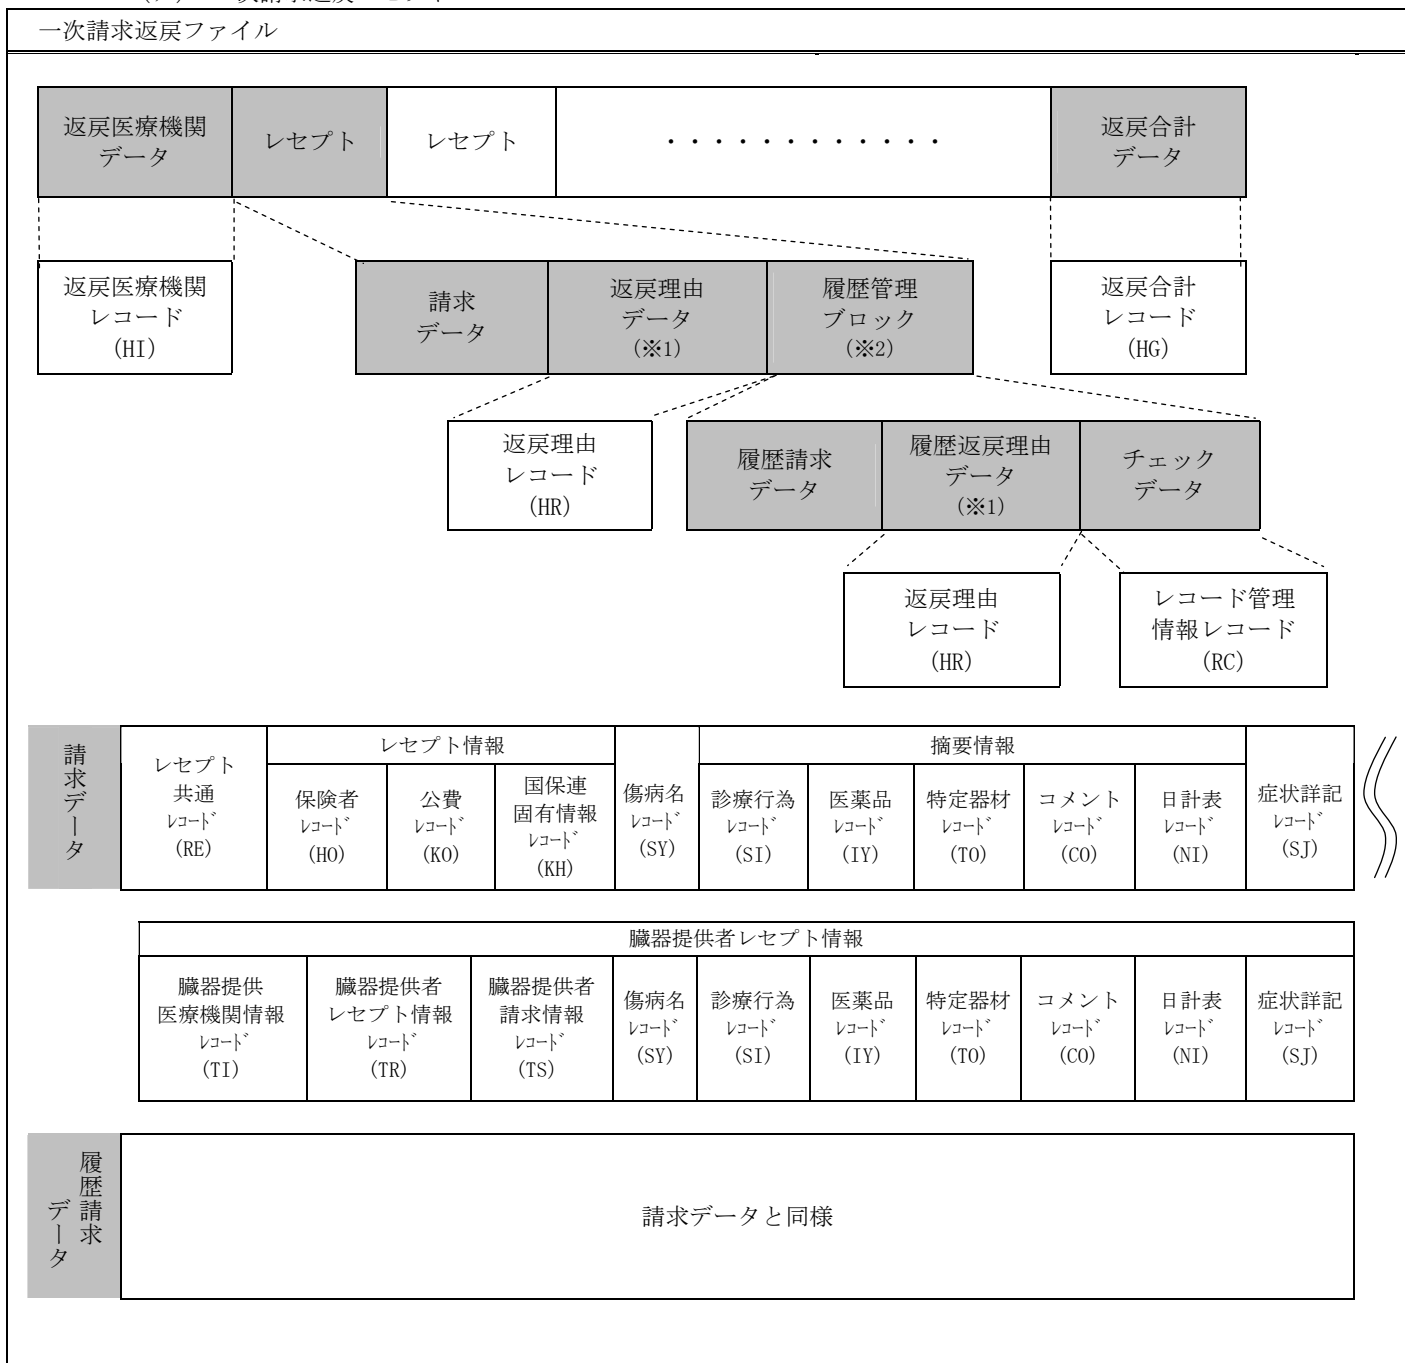 一次請求返戻ファイル
返戻医療機関
データ
レセプト
レセプト
・・・・・・・・・・・・
返戻合計
データ
返戻医療機関
レコード
(HI)
請求
データ
返戻理由
データ
(※1)
履歴管理
ブロック
(※2)
返戻合計
レコード
(HG)
返戻理由
レコード
(HR)
履歴請求
データ
履歴返戻理由
データ
(※1)
チェック
データ
返戻理由
レコード
(HR)
レコード管理
情報レコード
(RC)
請求データ
レセプト
共通
ﾚｺｰﾄﾞ
(RE)
レセプト情報
保険者
ﾚｺｰﾄﾞ
(HO)
公費
ﾚｺｰﾄﾞ
(KO)
国保連
固有情報
ﾚｺｰﾄﾞ
(KH)
傷病名
ﾚｺｰﾄﾞ
(SY)
摘要情報
診療行為
ﾚｺｰﾄﾞ
(SI)
医薬品
ﾚｺｰﾄﾞ
(IY)
特定器材
ﾚｺｰﾄﾞ
(TO)
コメント
ﾚｺｰﾄﾞ
(CO)
日計表
ﾚｺｰﾄﾞ
(NI)
症状詳記
ﾚｺｰﾄﾞ
(SJ)
臓器提供者レセプト情報
臓器提供
医療機関情報
ﾚｺｰﾄﾞ
(TI)
臓器提供者
レセプト情報
ﾚｺｰﾄﾞ
(TR)
臓器提供者
請求情報
ﾚｺｰﾄﾞ
(TS)
傷病名
ﾚｺｰﾄﾞ
(SY)
診療行為
ﾚｺｰﾄﾞ
(SI)
医薬品
ﾚｺｰﾄﾞ
(IY)
特定器材
ﾚｺｰﾄﾞ
(TO)
コメント
ﾚｺｰﾄﾞ
(CO)
日計表
ﾚｺｰﾄﾞ
(NI)
症状詳記
ﾚｺｰﾄﾞ
(SJ)
履歴請求
データ
請求データと同様